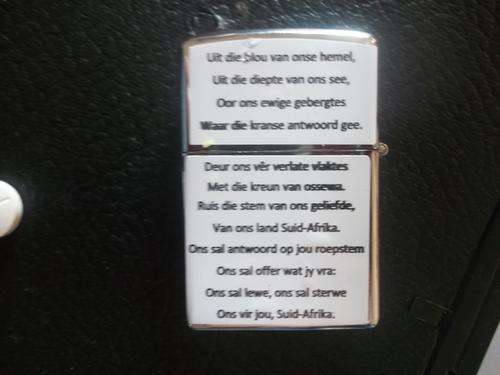 Uit die blou van onse hemel,
Uit die diepte van ons see,
Oor ons ewige gebergtes
Waar die kranse antwoord gee.
Deur ons vêr verlate vlaktes
Met die kreun van ossewa.
Ruis die stem van ons geliefde,
Van ons land Suid-Afrika.
Ons sal antwoord op jou roepstem
Ons sal offer wat jy vra:
Ons sal lewe, ons sal sterwe
Ons vir jou, Suid-Afrika.